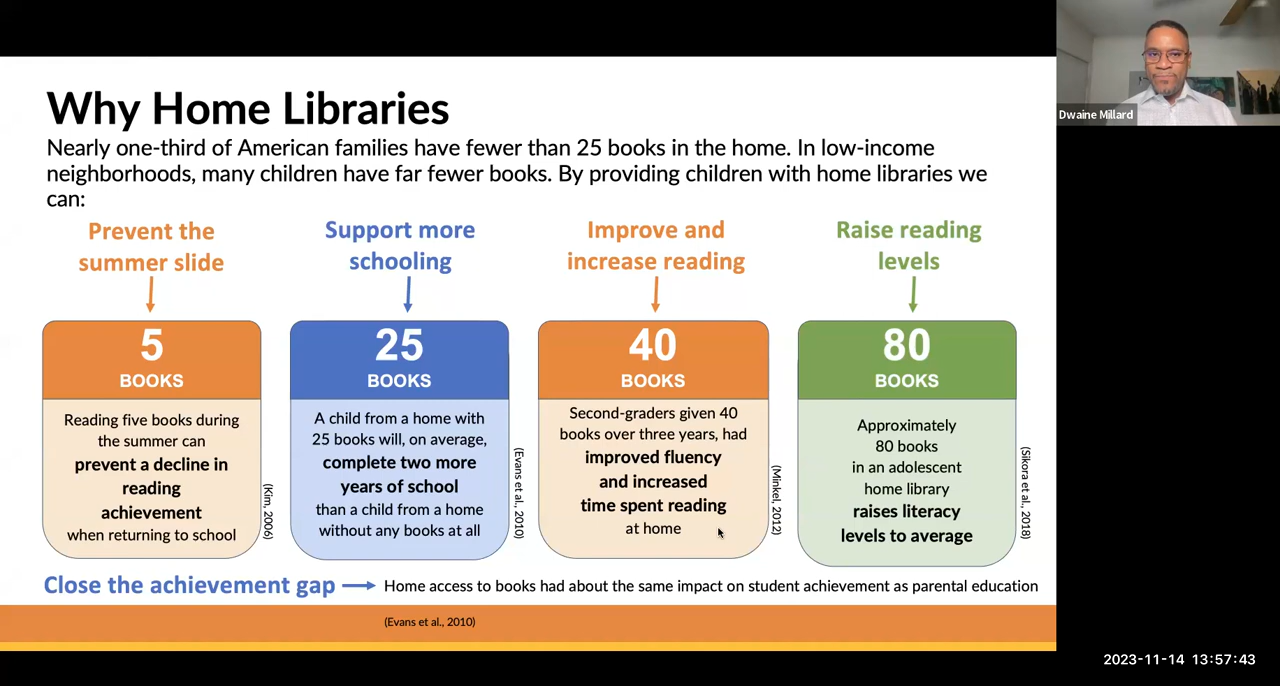 Why Home Libraries
Nearly one-third of American families have fewer than 25 books in the home. In low-income
neighborhoods, many children have far fewer books. By providing children with home libraries we
can:
Prevent the
summer slide
5
BOOKS
Reading five books during
the summer can
prevent a decline in
reading
achievement
when returning to school
(Kim, 2006)
Support more
schooling
25
BOOKS
A child from a home with
25 books will, on average,
complete two more
years of school
than a child from a home
without any books at all
(Evans et al., 2010)
Improve and
increase reading
40
BOOKS
Second-graders given 40
books over three years, had
improved fluency
and increased
time spent reading
at home
(Minkel, 2012)
Raise reading
levels
80
BOOKS
Approximately
80 books
in an adolescent
home library
raises literacy
levels to average
(Sikora et al., 2018)
Close the achievement gap
Home access to books had about the same impact on student achievement as parental education
(Evans et al., 2010)
Dwaine Millard
2023-11-14 13:57:43